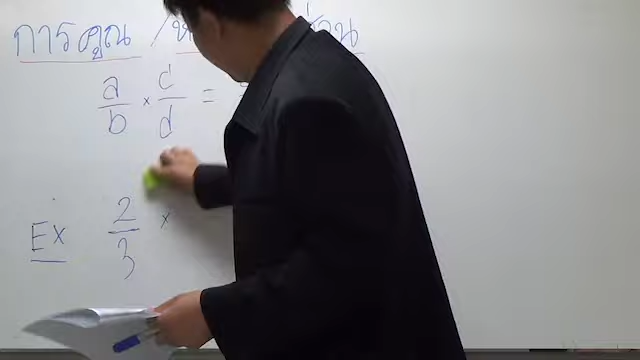 การคูณ /
a/b × c/d =
Ex 2/3 ×